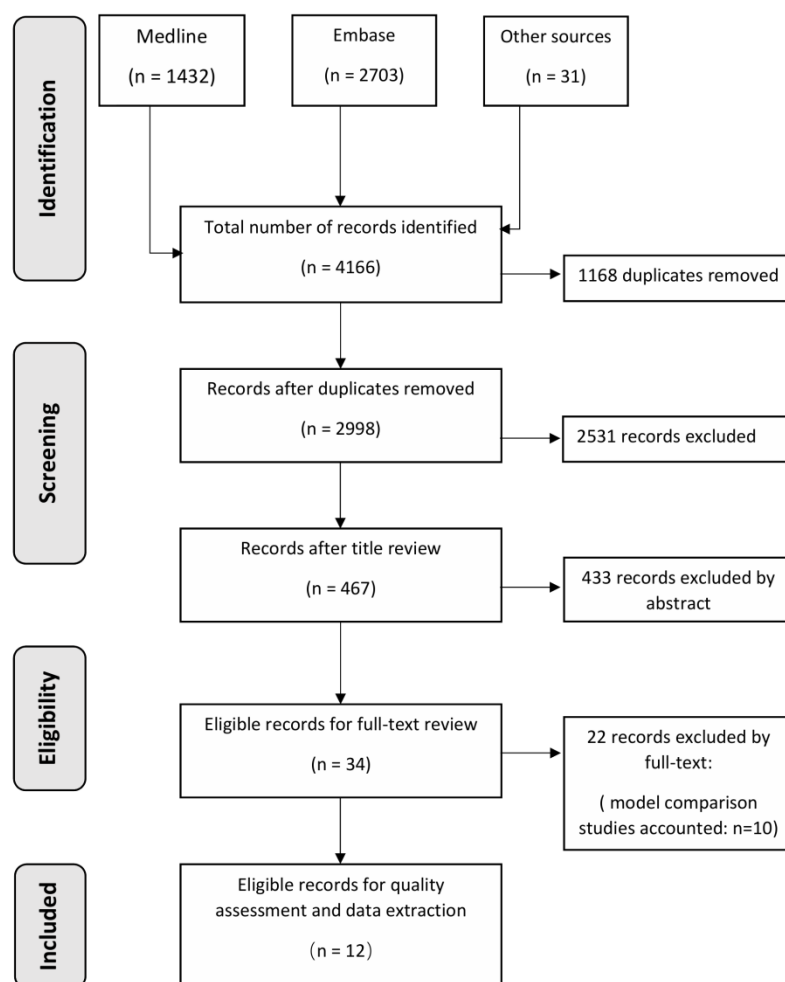 Identification
Medline
(n = 1432)
Embase
(n = 2703)
Other sources
(n = 31)
Total number of records identified
(n = 4166)
1168 duplicates removed
Screening
Records after duplicates removed
(n = 2998)
2531 records excluded
Records after title review
(n = 467)
433 records excluded by
abstract
Eligibility
Eligible records for full-text review
(n = 34)
22 records excluded by
full-text:
( model comparison
studies accounted: n=10)
Included
Eligible records for quality
assessment and data extraction
(n = 12)